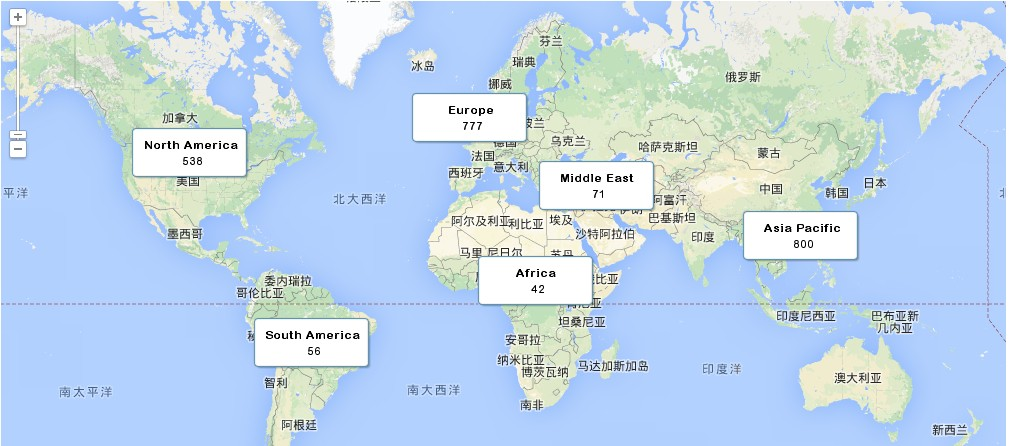 冰岛
芬兰
瑞典
挪威
俄罗斯
加拿大
North America
538
美国
Europe
777
波兰
德国
乌克兰
法国
意大利
西班牙
哈萨克斯坦
蒙古
Middle East
71
中国
韩国
日本
阿富汗
巴基斯坦
太平洋
北大西洋
墨西哥
阿尔及利亚
利比亚
埃及
沙特阿拉伯
印度
Asia Pacific
800
马里
尼日尔
苏丹
Africa
42
委内瑞拉
哥伦比亚
肯尼亚
坦桑尼亚
印度尼西亚
巴布亚新
几内亚
South America
56
安哥拉
纳米比亚
博茨瓦纳
马达加斯加岛
印度洋
澳大利亚
智利
南太平洋
南大西洋
南非
阿根廷
新西兰